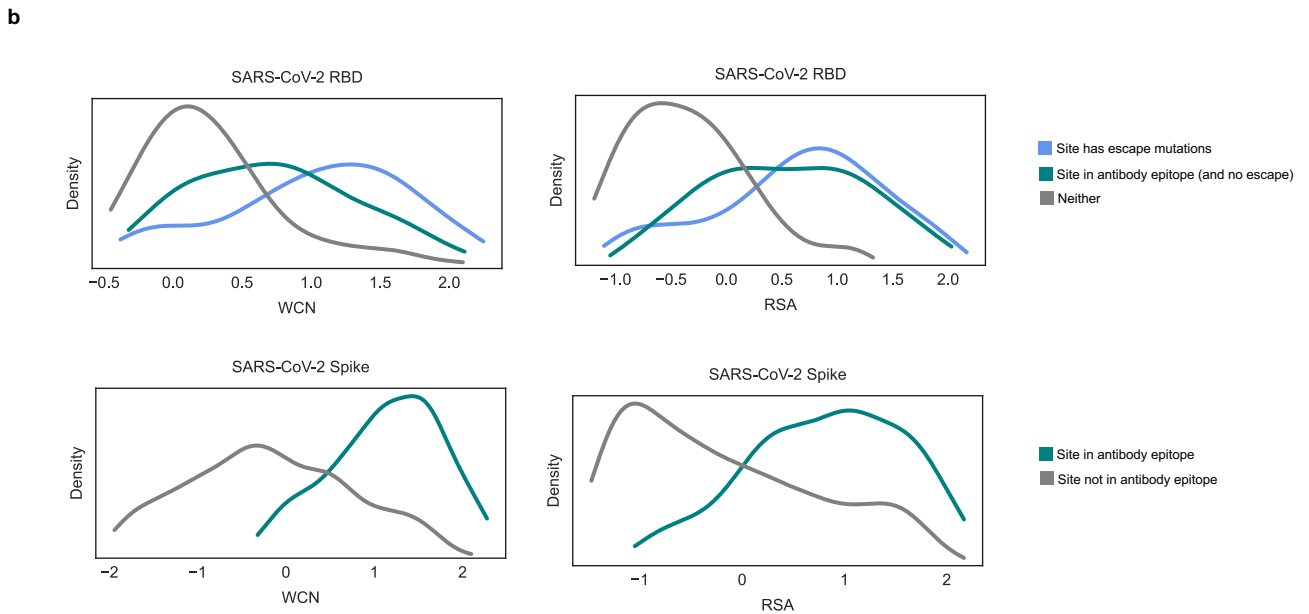 b
SARS-CoV-2 RBD
Density
−0.5 0.0 0.5 1.0 1.5 2.0
WCN
SARS-CoV-2 RBD
Density
−1.0 −0.5 0.0 0.5 1.0 1.5 2.0
RSA
Site has escape mutations
Site in antibody epitope (and no escape)
Neither
SARS-CoV-2 Spike
Density
−2 −1 0 1 2
WCN
SARS-CoV-2 Spike
Density
−1 0 1 2
RSA
Site in antibody epitope
Site not in antibody epitope